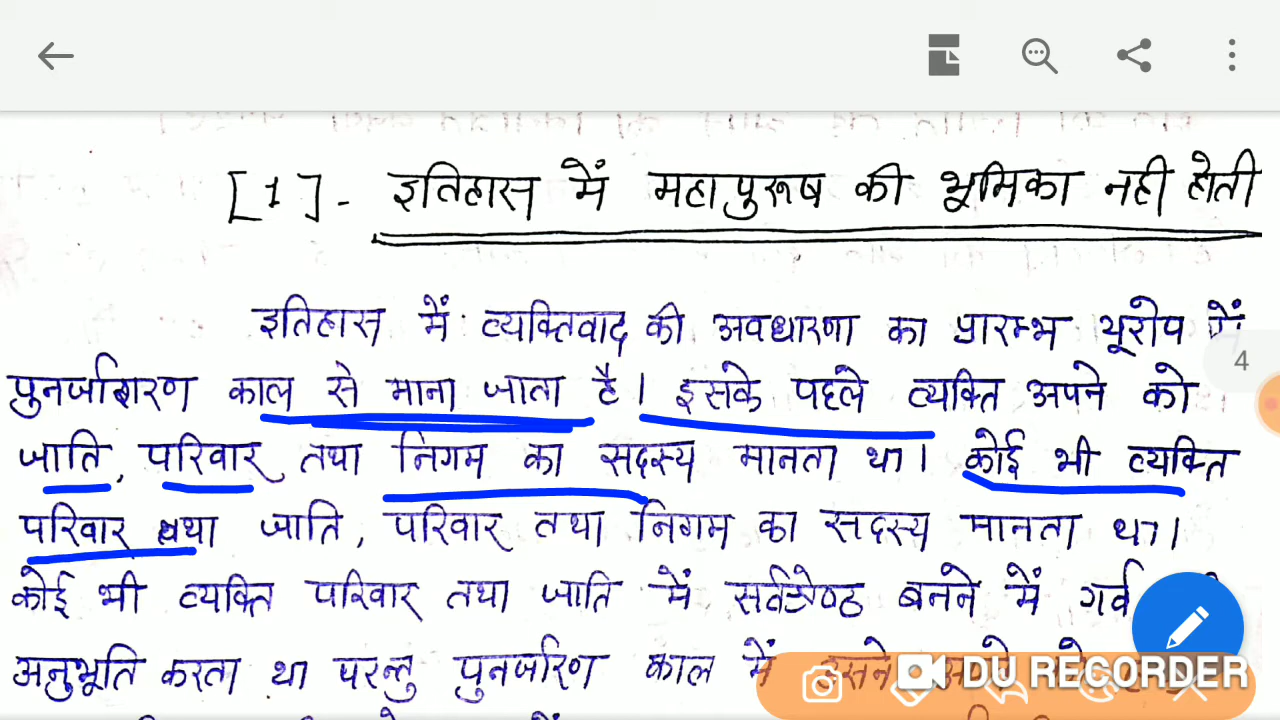 [1]. इतिहास में महापुरूष की भूमिका नही होती
इतिहास में व्यक्तिवाद की अवधारणा का प्रारम्भ यूरोप में
4
पुनर्जागरण काल से माना जाता है। इसके पहले व्यक्ति अपने को
जाति, परिवार तथा निगम का सदस्य मानता था। कोई भी व्यक्ति
परिवार तथा जाति, परिवार तथा निगम का सदस्य मानता था।
कोई भी व्यक्ति परिवार तथा जाति में सर्वश्रेष्ठ बनने में गर्व
अनुभूति करता था परन्तु पुनर्जारण काल में
DU RECORDER